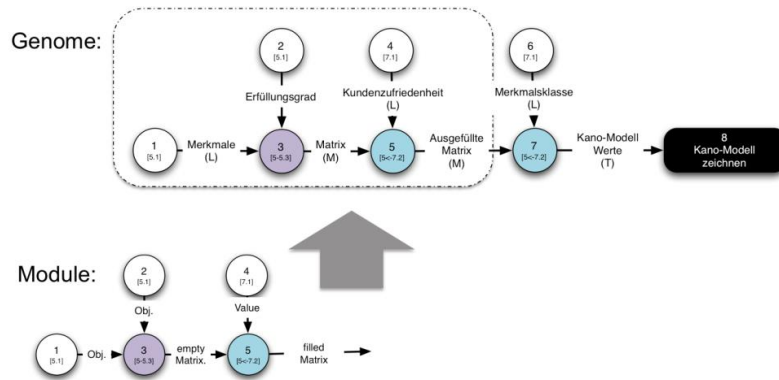 Genome:
2
[5.1]
4
[7.1]
6
[7.1]
Erfüllungsgrad
Kundenzufriedenheit
(L)
Merkmalsklasse
(L)
1
[5.1]
Merkmale
(L)
3
[5-5.3]
Matrix
(M)
5
[5<-7.2]
Ausgefüllte
Matrix
(M)
7
[5<-7.2]
Kano-Modell
Werte
(T)
8
Kano-Modell
zeichnen
Module:
2
[5.1]
4
[7.1]
Obj.
Value
1
[5.1]
Obj.
3
[5-5.3]
empty
Matrix.
5
[5<-7.2]
filled
Matrix